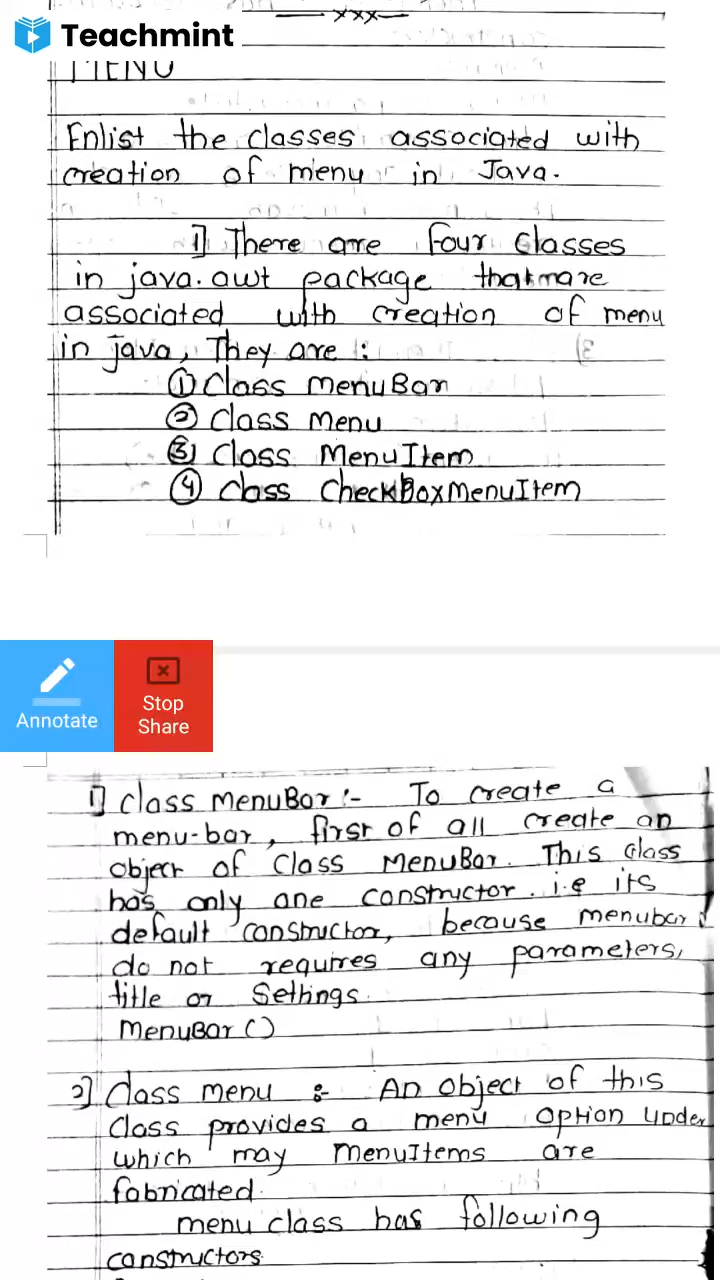 xxx
Teachmint
MENU
Enlist the classes associated with
creation of menu in Java.
1] There are four classes
in java.awt package that are
associated with creation of menu
in java, They are :
① Class MenuBar
② Class Menu
③ Class MenuItem
④ Class CheckBoxMenuItem
Annotate
Stop
Share
1] Class MenuBar :- To create a
menu-bar, first of all create an
object of Class MenuBar. This Class
has only one constructor. i.e its
default constructor, because menubar
do not requires any parameters,
title or Settings.
MenuBar ()
2] Class menu :- An object of this
Class provides a menu option under
which may MenuItems are
fabricated.
menu class has following
constructors